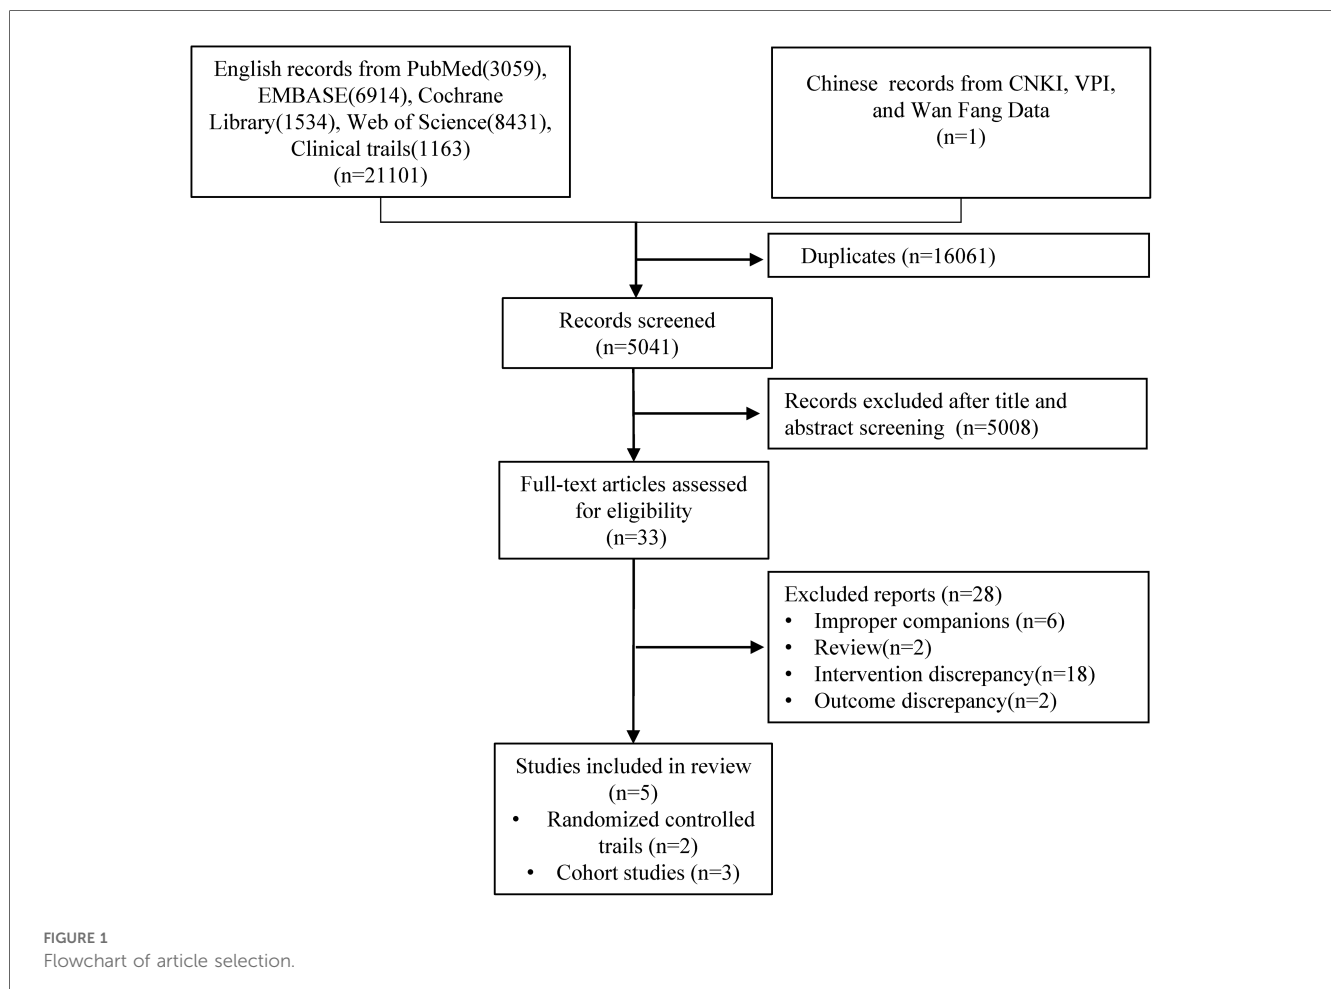 English records from PubMed(3059),
EMBASE(6914), Cochrane
Library(1534), Web of Science(8431),
Clinical trails(1163)
(n=21101)
Chinese  records from CNKI, VPI,
and Wan Fang Data
(n=1)
Duplicates (n=16061)
Records screened
(n=5041)
Records excluded after title and
abstract screening  (n=5008)
Full-text articles assessed
for eligibility
(n=33)
Excluded reports (n=28)
• Improper companions (n=6)
• Review(n=2)
• Intervention discrepancy(n=18)
• Outcome discrepancy(n=2)
Studies included in review
(n=5)
• Randomized controlled
trails (n=2)
• Cohort studies (n=3)
FIGURE 1
Flowchart of article selection.